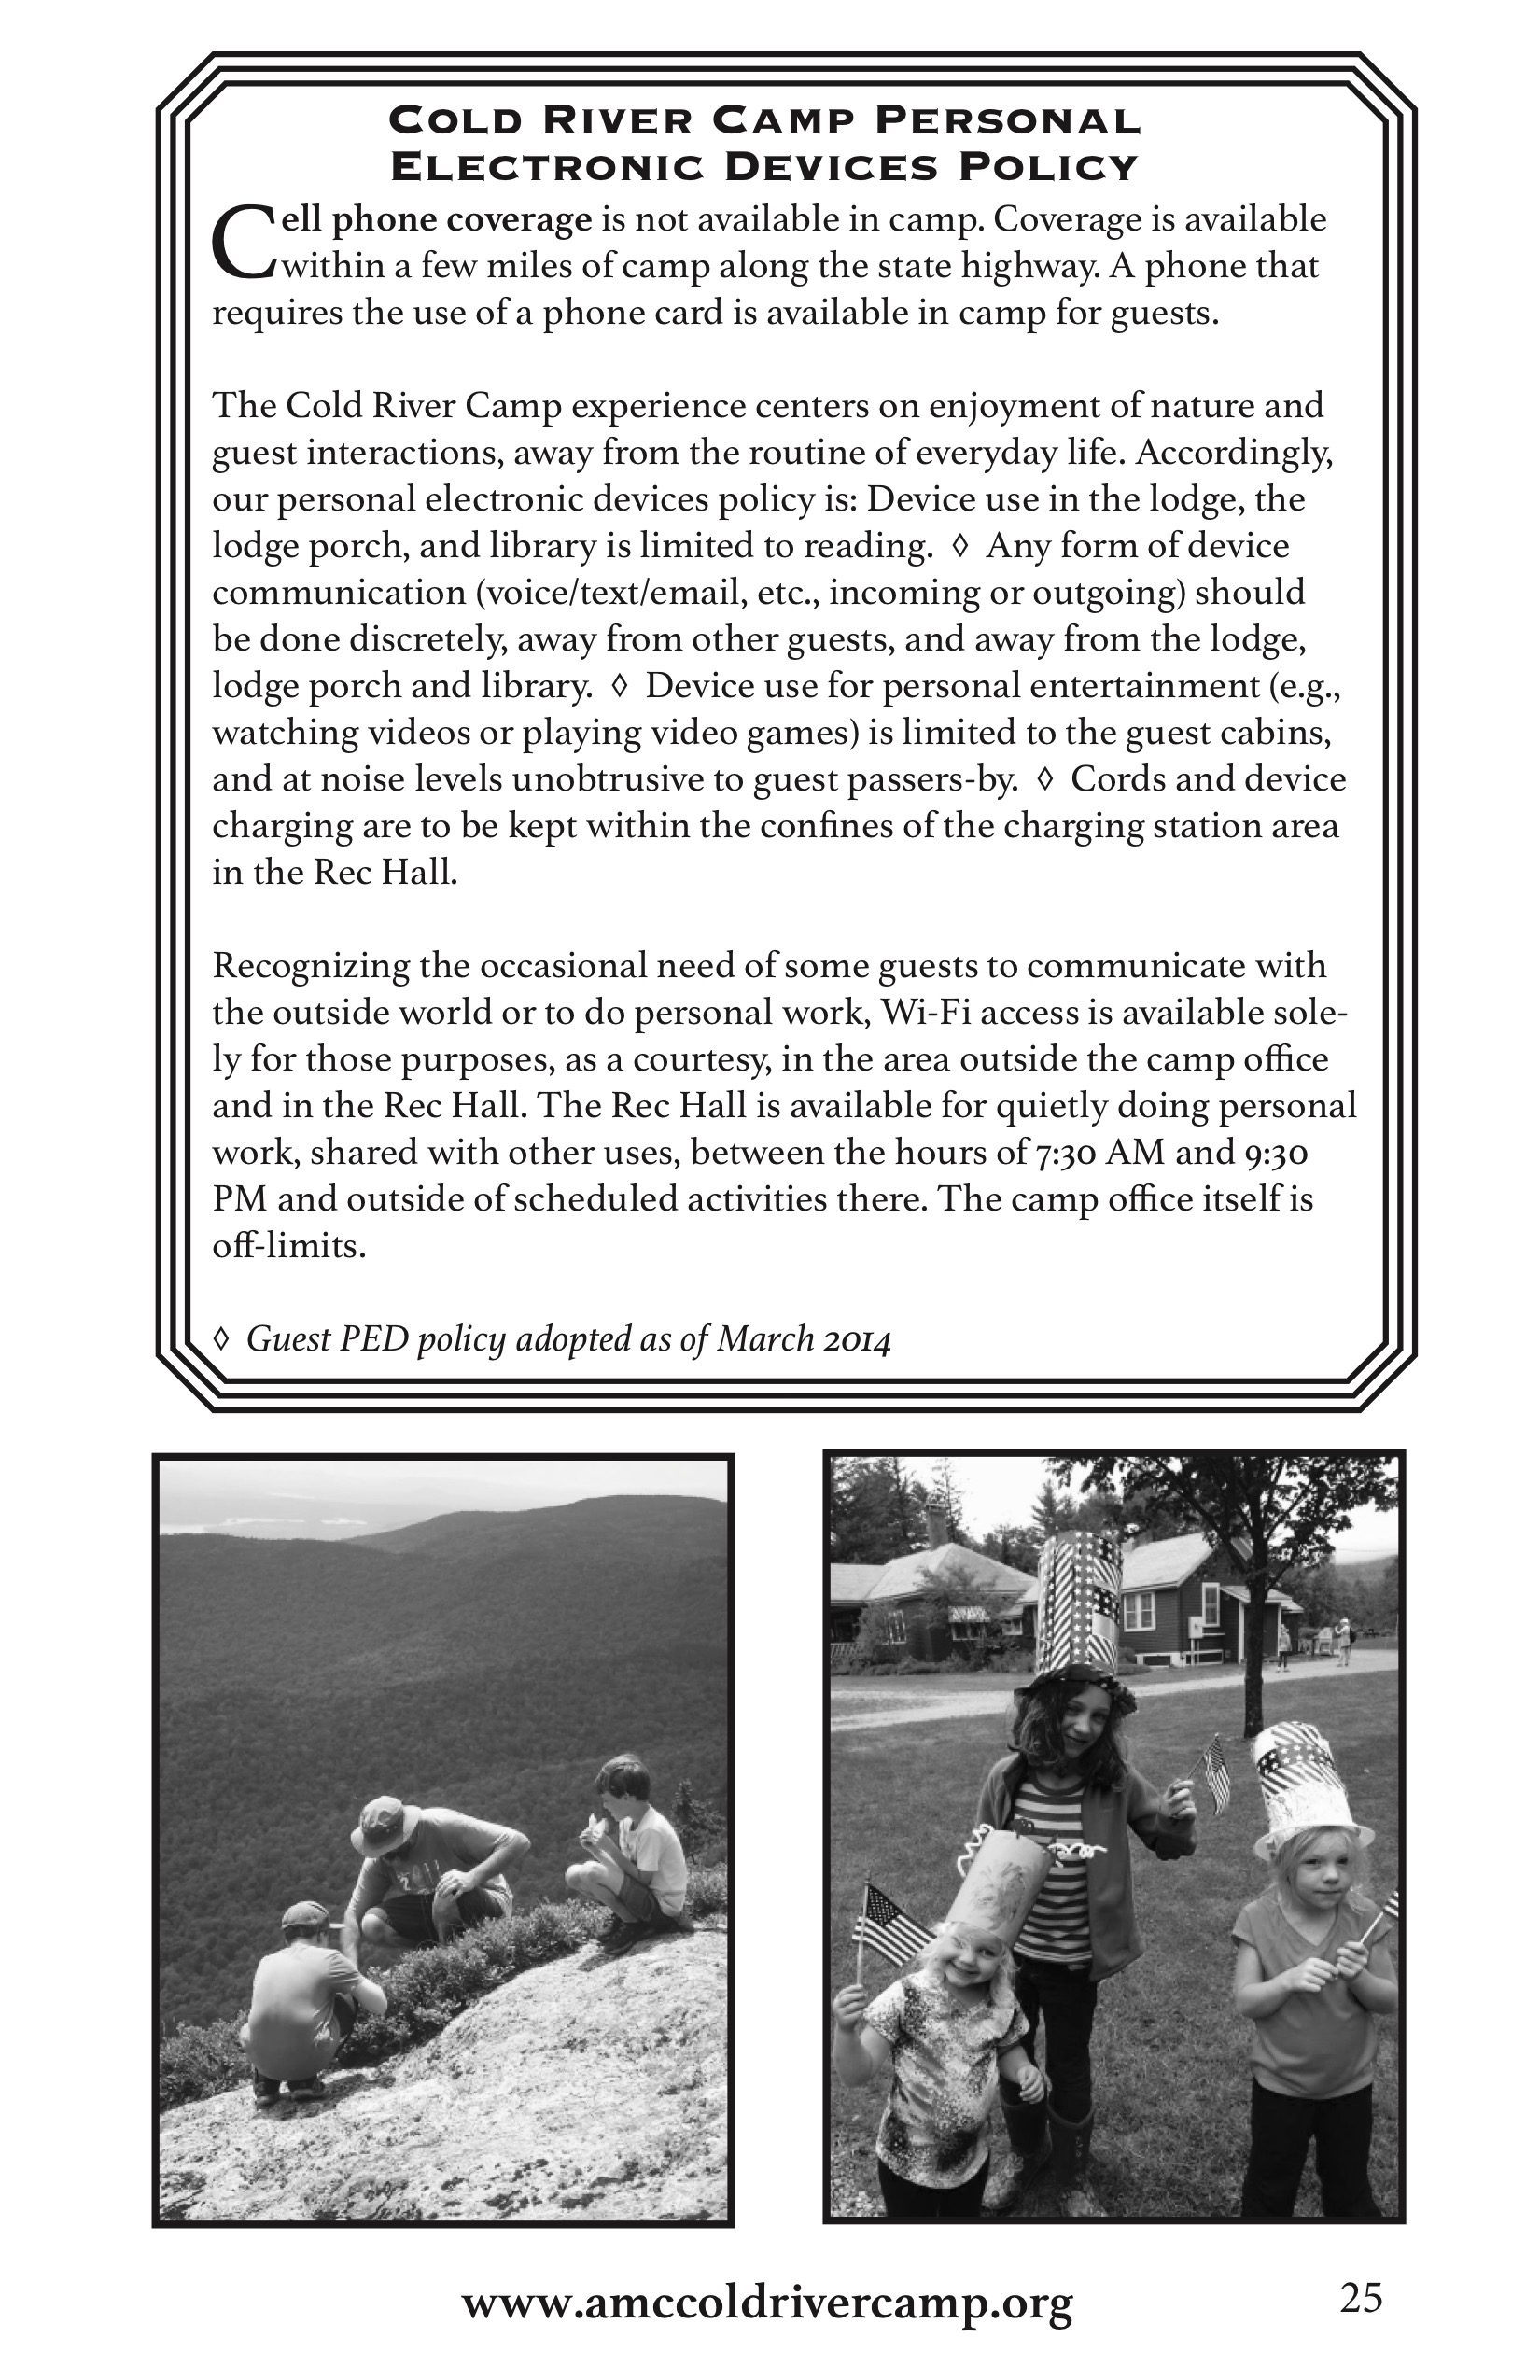 Cold River Camp Personal
Electronic Devices Policy
Cell phone coverage is not available in camp. Coverage is available
within a few miles of camp along the state highway. A phone that
requires the use of a phone card is available in camp for guests.
The Cold River Camp experience centers on enjoyment of nature and
guest interactions, away from the routine of everyday life. Accordingly,
our personal electronic devices policy is: Device use in the lodge, the
lodge porch, and library is limited to reading. ◊ Any form of device
communication (voice/text/email, etc., incoming or outgoing) should
be done discretely, away from other guests, and away from the lodge,
lodge porch and library. ◊ Device use for personal entertainment (e.g.,
watching videos or playing video games) is limited to the guest cabins,
and at noise levels unobtrusive to guest passers-by. ◊ Cords and device
charging are to be kept within the confines of the charging station area
in the Rec Hall.
Recognizing the occasional need of some guests to communicate with
the outside world or to do personal work, Wi-Fi access is available sole-
ly for those purposes, as a courtesy, in the area outside the camp office
and in the Rec Hall. The Rec Hall is available for quietly doing personal
work, shared with other uses, between the hours of 7:30 AM and 9:30
PM and outside of scheduled activities there. The camp office itself is
off-limits.
◊ Guest PED policy adopted as of March 2014
www.amccoldrivercamp.org
25